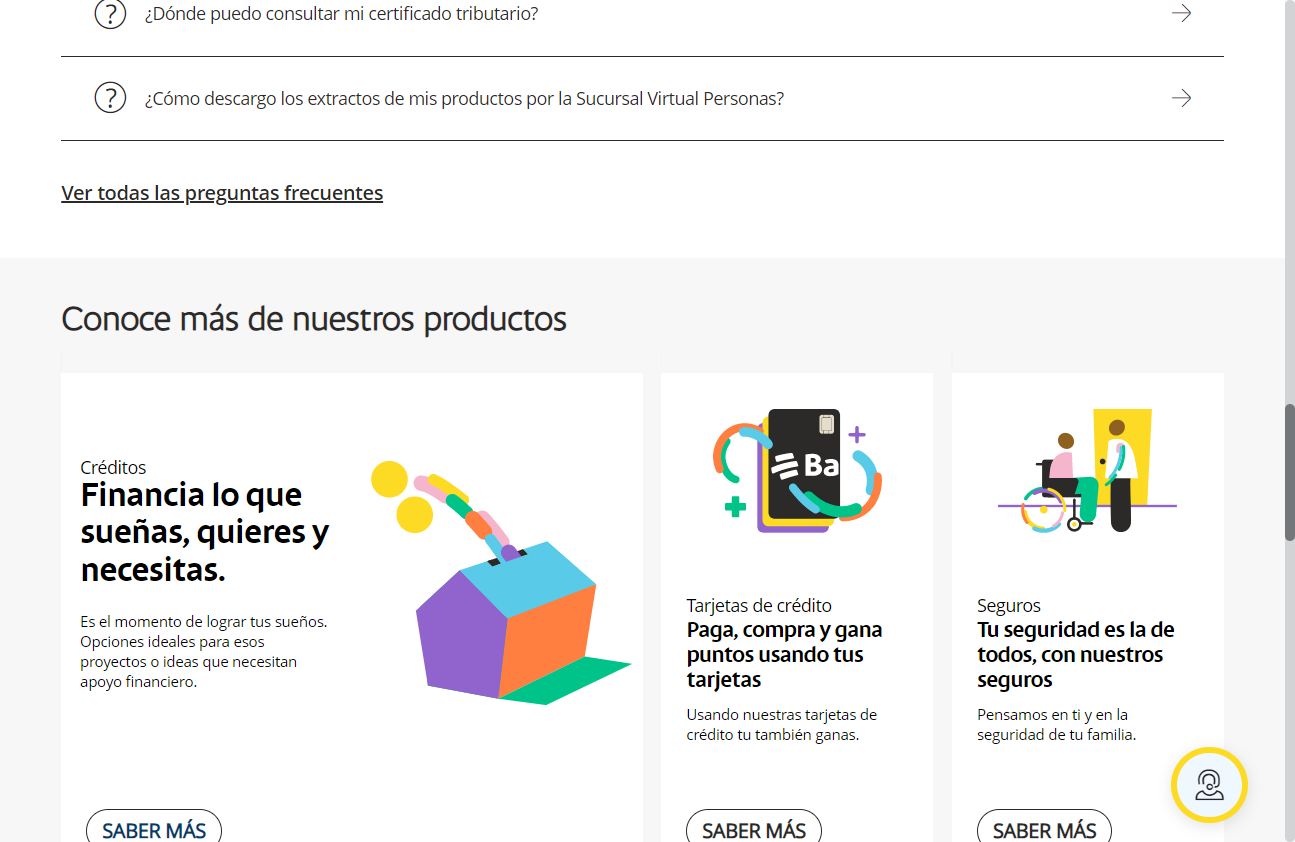 ¿Dónde puedo consultar mi certificado tributario?
¿Cómo descargo los extractos de mis productos por la Sucursal Virtual Personas?
Ver todas las preguntas frecuentes
Conoce más de nuestros productos
Créditos
Financia lo que
sueñas, quieres y
necesitas.
Es el momento de lograr tus sueños.
Opciones ideales para esos
proyectos o ideas que necesitan
apoyo financiero.
SABER MÁS
Ba
Tarjetas de crédito
Paga, compra y gana
puntos usando tus
tarjetas
Usando nuestras tarjetas de
crédito tu también ganas.
SABER MÁS
Seguros
Tu seguridad es la de
todos, con nuestros
seguros
Pensamos en ti y en la
seguridad de tu familia.
SABER MÁS